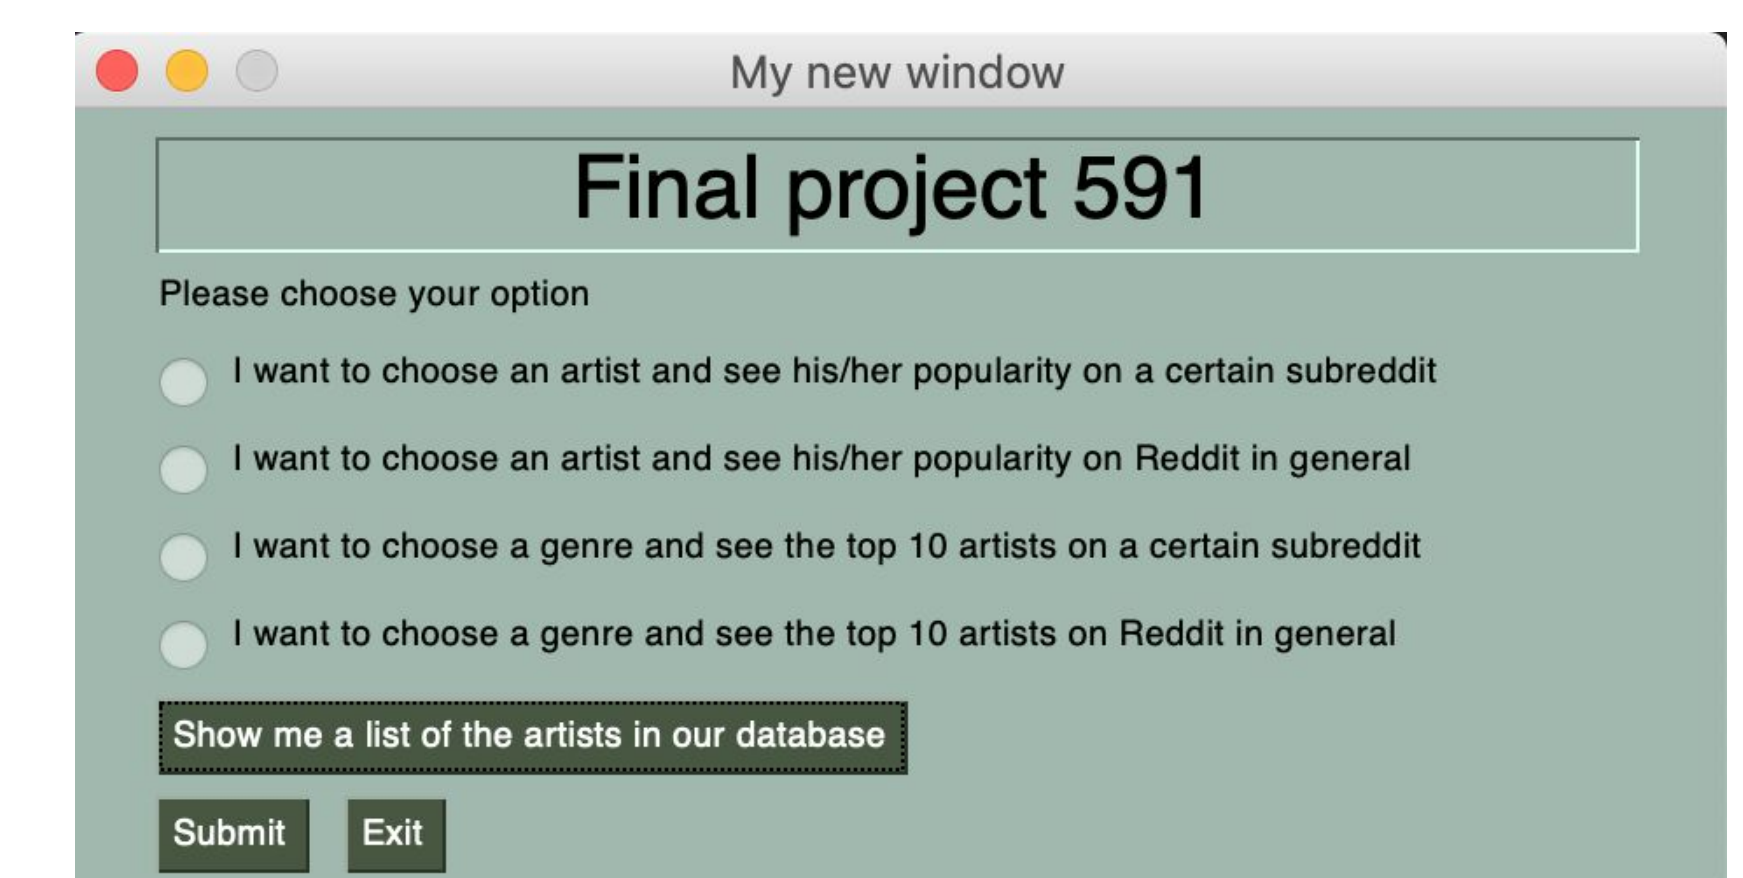 My new window
Final project 591
Please choose your option
I want to choose an artist and see his/her popularity on a certain subreddit
I want to choose an artist and see his/her popularity on Reddit in general
I want to choose a genre and see the top 10 artists on a certain subreddit
I want to choose a genre and see the top 10 artists on Reddit in general
Show me a list of the artists in our database
Submit Exit